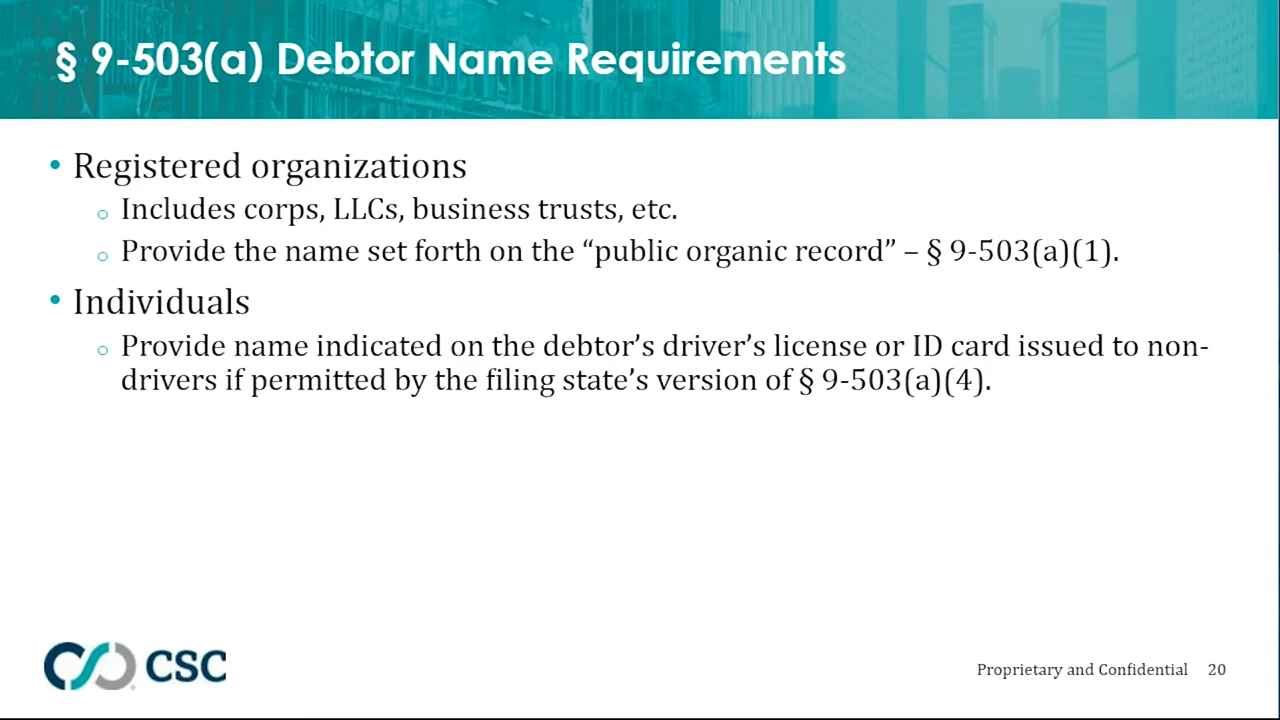 § 9-503(a) Debtor Name Requirements
• Registered organizations
o Includes corps, LLCs, business trusts, etc.
o Provide the name set forth on the “public organic record” – § 9-503(a)(1).
• Individuals
o Provide name indicated on the debtor’s driver’s license or ID card issued to non-
drivers if permitted by the filing state’s version of § 9-503(a)(4).
CSC
Proprietary and Confidential 20